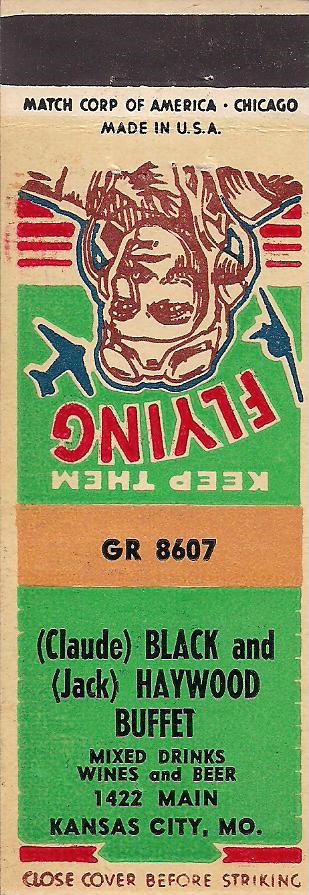 MATCH CORP OF AMERICA · CHICAGO
MADE IN U.S.A.
FLYING
KEEP THEM
GR 8607
(Claude) BLACK and
(Jack) HAYWOOD
BUFFET
MIXED DRINKS
WINES and BEER
1422 MAIN
KANSAS CITY, MO.
CLOSE COVER BEFORE STRIKING